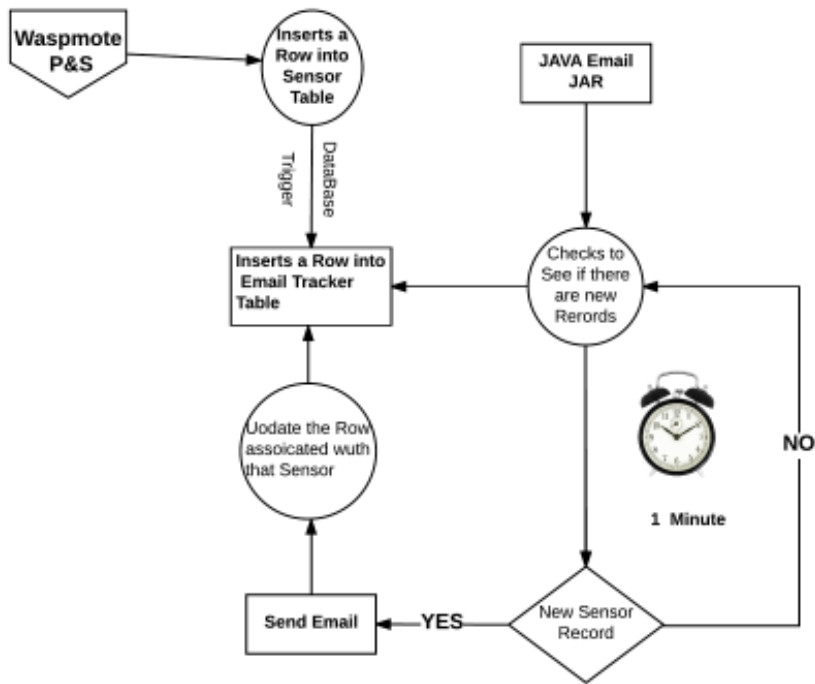 Waspmote
P&S
Inserts a
Row into
Sensor
Table
JAVA Email
JAR
DataBase
Trigger
Inserts a Row into
Email Tracker
Table
Checks to
See if there
are new
Rerords
Uodate the Row
assoicated wuth
that Sensor
NO
1 Minute
Send Email
YES
New Sensor
Record